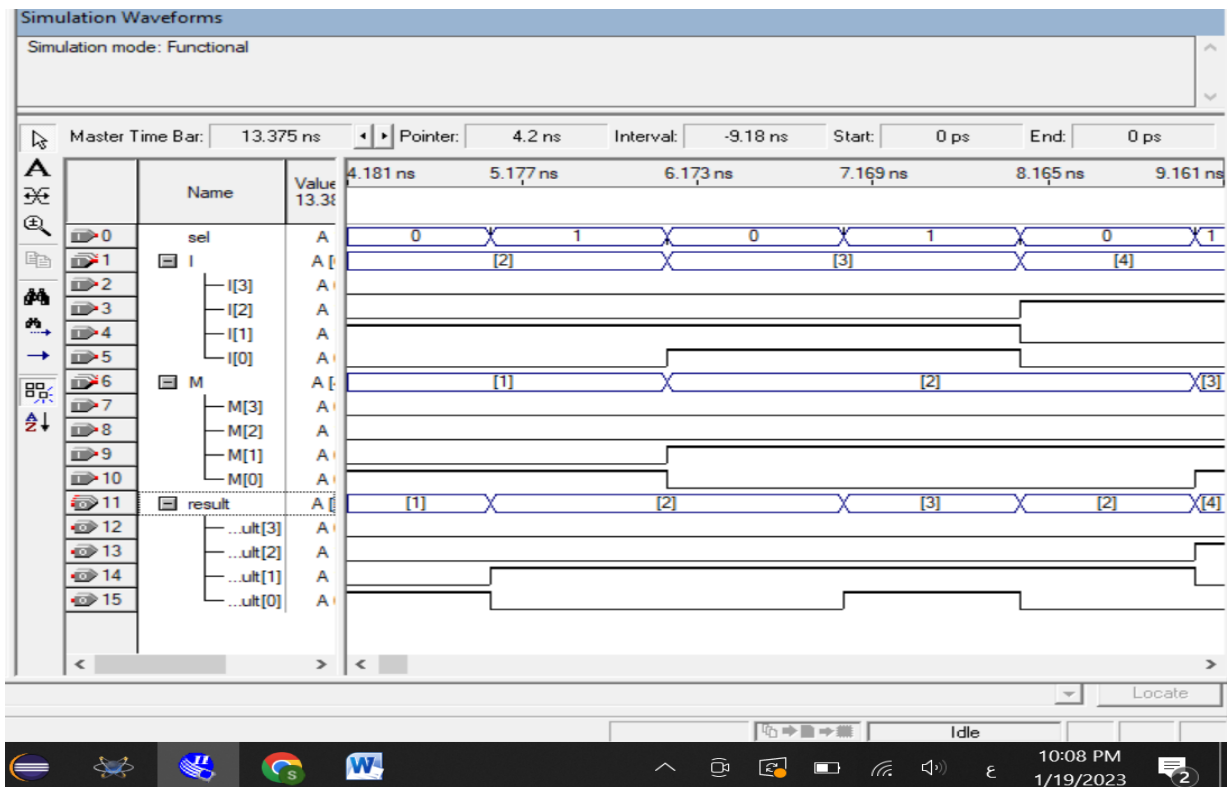 Simulation Waveforms
Simulation mode: Functional
Master Time Bar: 13.375 ns Pointer: 4.2 ns Interval: -9.18 ns Start: 0 ps End: 0 ps
Name Value 13.38 4.181 ns 5.177 ns 6.173 ns 7.169 ns 8.165 ns 9.161 ns
0 sel A 0 1 0 1 0 1
1 I A [ [2] [3] [4]
2 I[3] A
3 I[2] A
4 I[1] A
5 I[0] A
6 M A [ [1] [2] [3]
7 M[3] A
8 M[2] A
9 M[1] A
10 M[0] A
11 result A [ [1] [2] [3] [2] [4]
12 ...ult[3] A
13 ...ult[2] A
14 ...ult[1] A
15 ...ult[0] A
Locate
Idle
10:08 PM
ع
1/19/2023
2